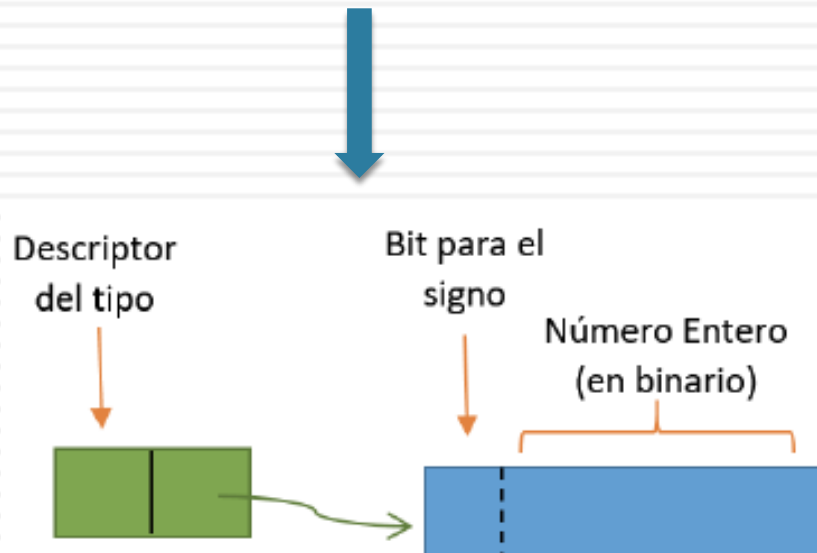 Descriptor
del tipo
Bit para el
signo
Número Entero
(en binario)